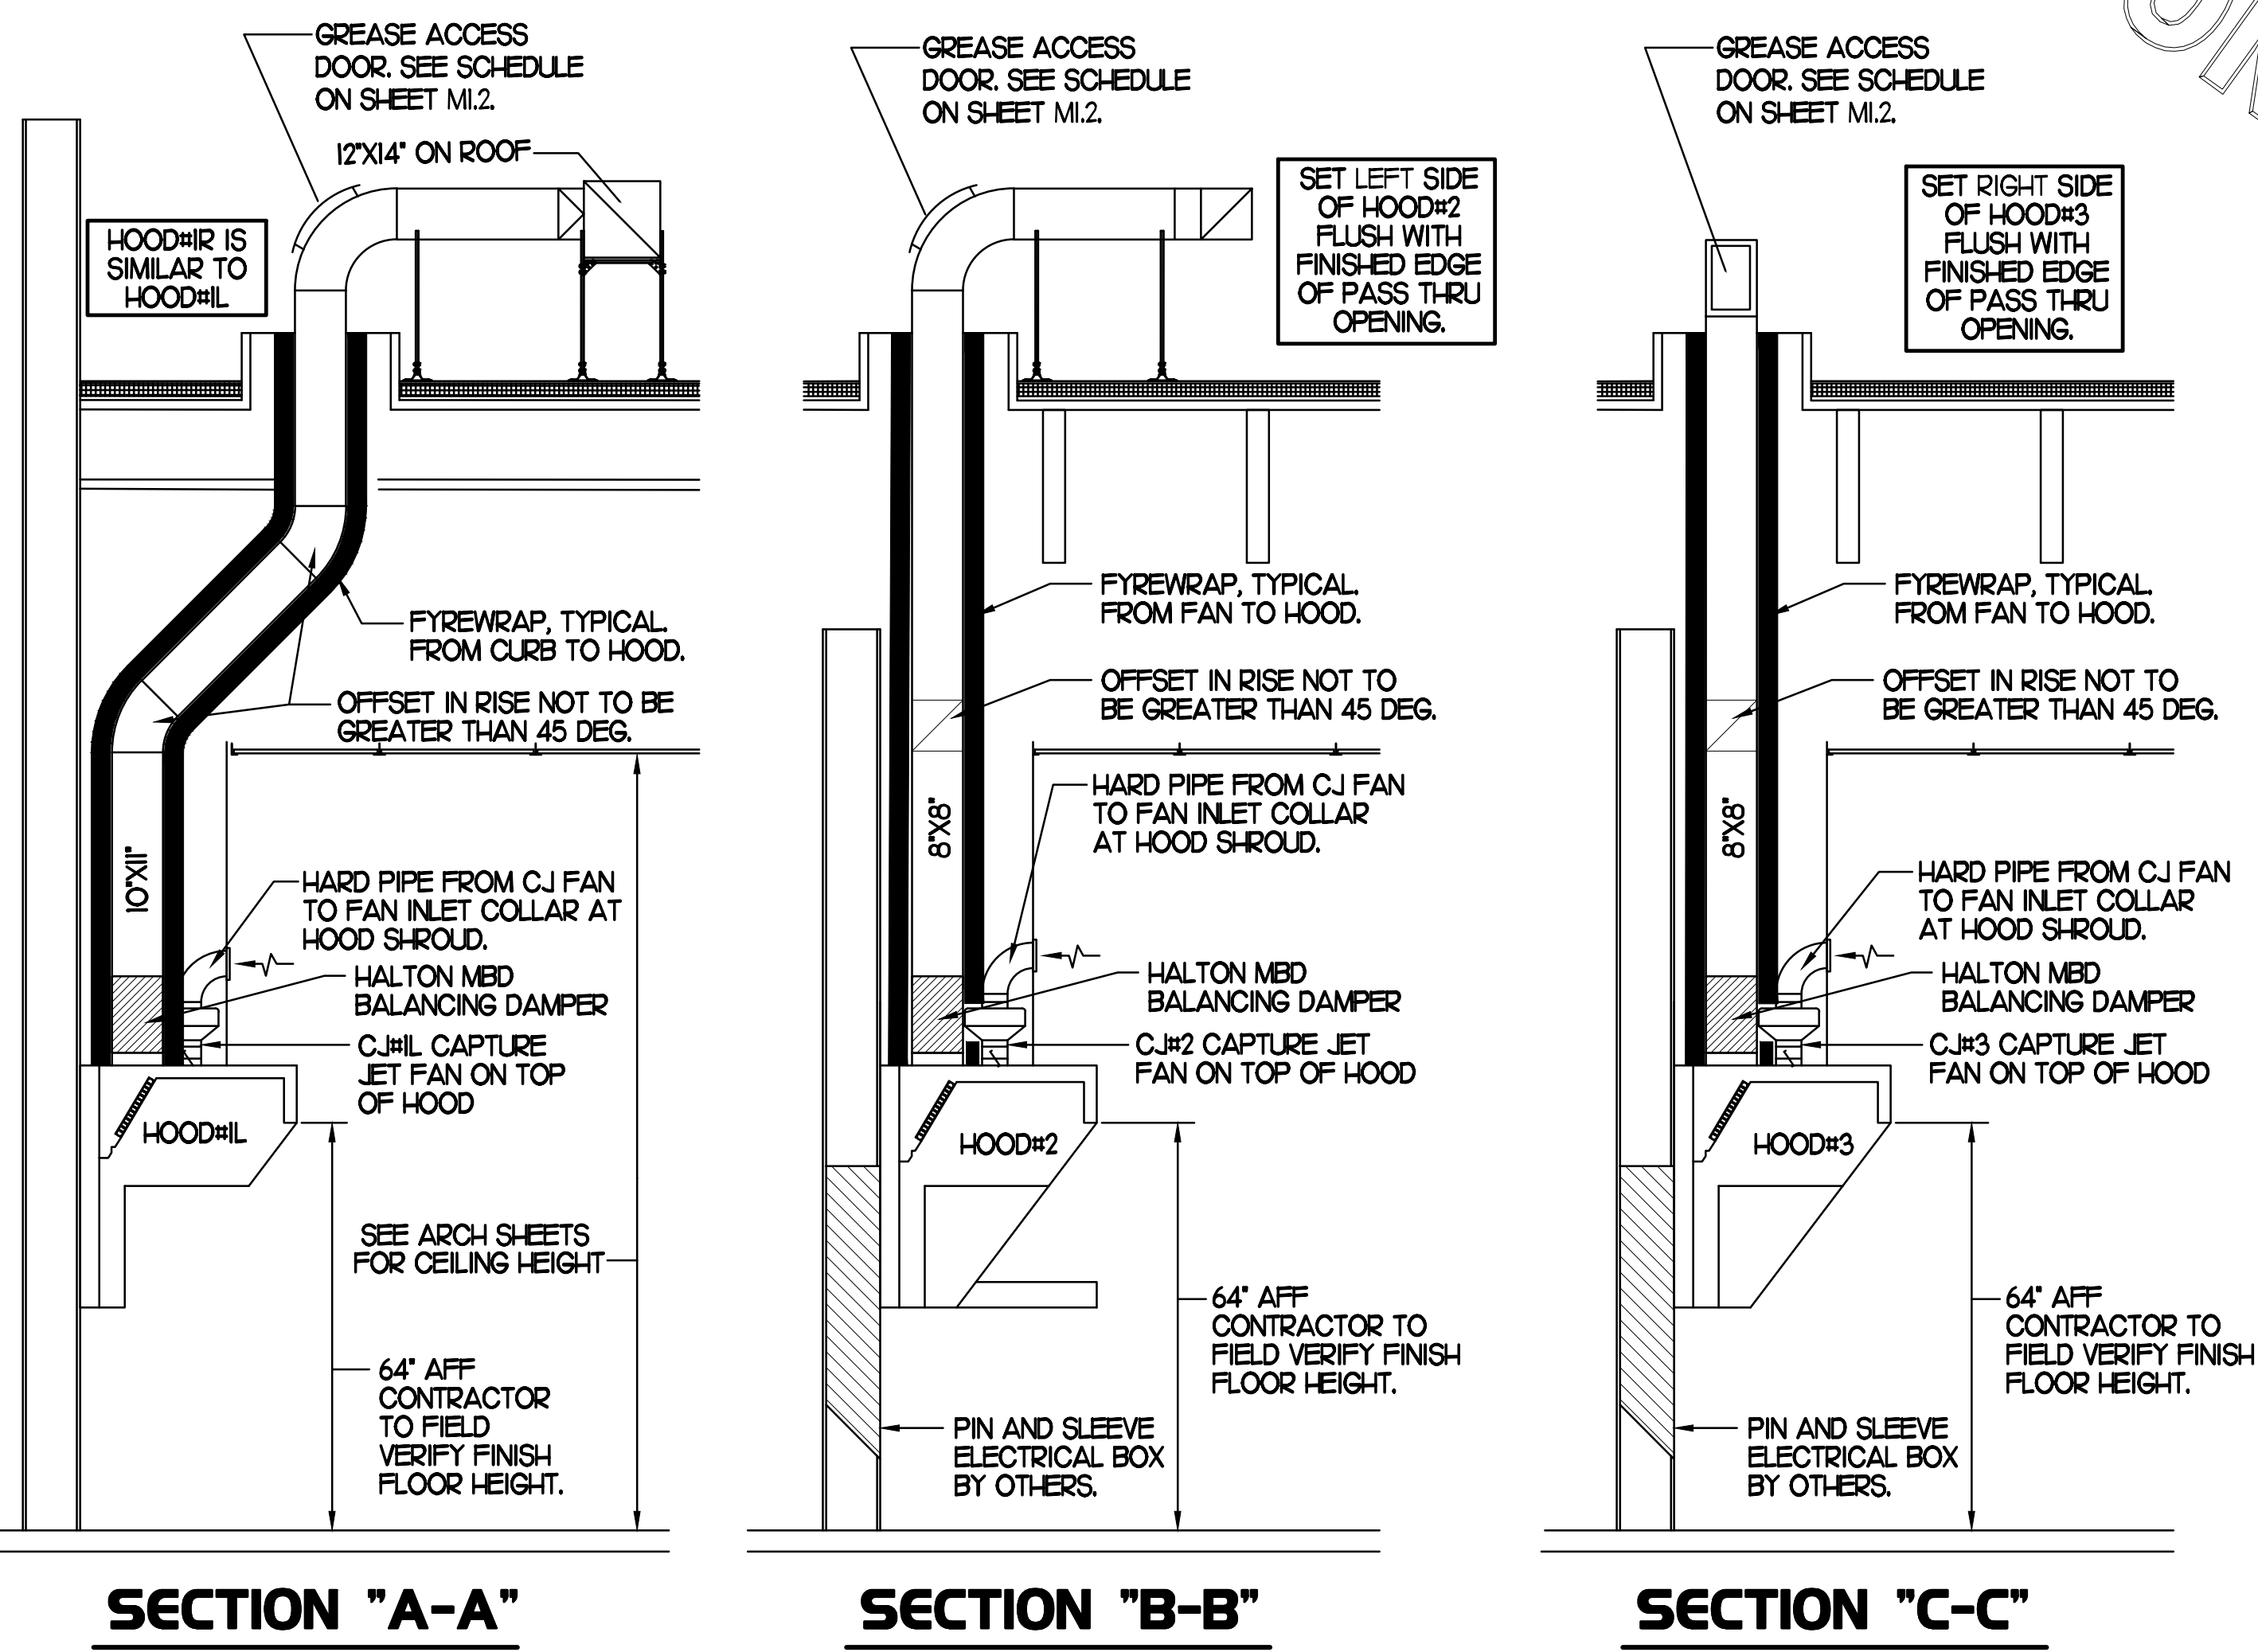 GREASE ACCESS
DOOR. SEE SCHEDULE
ON SHEET M1.2.
12"X14" ON ROOF
HOOD#1R IS
SIMILAR TO
HOOD#1L
FYREWRAP, TYPICAL.
FROM CURB TO HOOD.
OFFSET IN RISE NOT TO BE
GREATER THAN 45 DEG.
10"X11"
HARD PIPE FROM CJ FAN
TO FAN INLET COLLAR AT
HOOD SHROUD.
HALTON MBD
BALANCING DAMPER
CJ#1L CAPTURE
JET FAN ON TOP
OF HOOD
HOOD#1L
SEE ARCH SHEETS
FOR CEILING HEIGHT
64" AFF
CONTRACTOR
TO FIELD
VERIFY FINISH
FLOOR HEIGHT.
SECTION "A-A"
GREASE ACCESS
DOOR. SEE SCHEDULE
ON SHEET M1.2.
SET LEFT SIDE
OF HOOD#2
FLUSH WITH
FINISHED EDGE
OF PASS THRU
OPENING.
FYREWRAP, TYPICAL.
FROM FAN TO HOOD.
OFFSET IN RISE NOT TO
BE GREATER THAN 45 DEG.
8"X8"
HARD PIPE FROM CJ FAN
TO FAN INLET COLLAR
AT HOOD SHROUD.
HALTON MBD
BALANCING DAMPER
CJ#2 CAPTURE JET
FAN ON TOP OF HOOD
HOOD#2
64" AFF
CONTRACTOR TO
FIELD VERIFY FINISH
FLOOR HEIGHT.
PIN AND SLEEVE
ELECTRICAL BOX
BY OTHERS.
SECTION "B-B"
GREASE ACCESS
DOOR. SEE SCHEDULE
ON SHEET M1.2.
SET RIGHT SIDE
OF HOOD#3
FLUSH WITH
FINISHED EDGE
OF PASS THRU
OPENING.
FYREWRAP, TYPICAL.
FROM FAN TO HOOD.
OFFSET IN RISE NOT TO
BE GREATER THAN 45 DEG.
8"X8"
HARD PIPE FROM CJ FAN
TO FAN INLET COLLAR
AT HOOD SHROUD.
HALTON MBD
BALANCING DAMPER
CJ#3 CAPTURE JET
FAN ON TOP OF HOOD
HOOD#3
64" AFF
CONTRACTOR TO
FIELD VERIFY FINISH
FLOOR HEIGHT.
PIN AND SLEEVE
ELECTRICAL BOX
BY OTHERS.
SECTION "C-C"